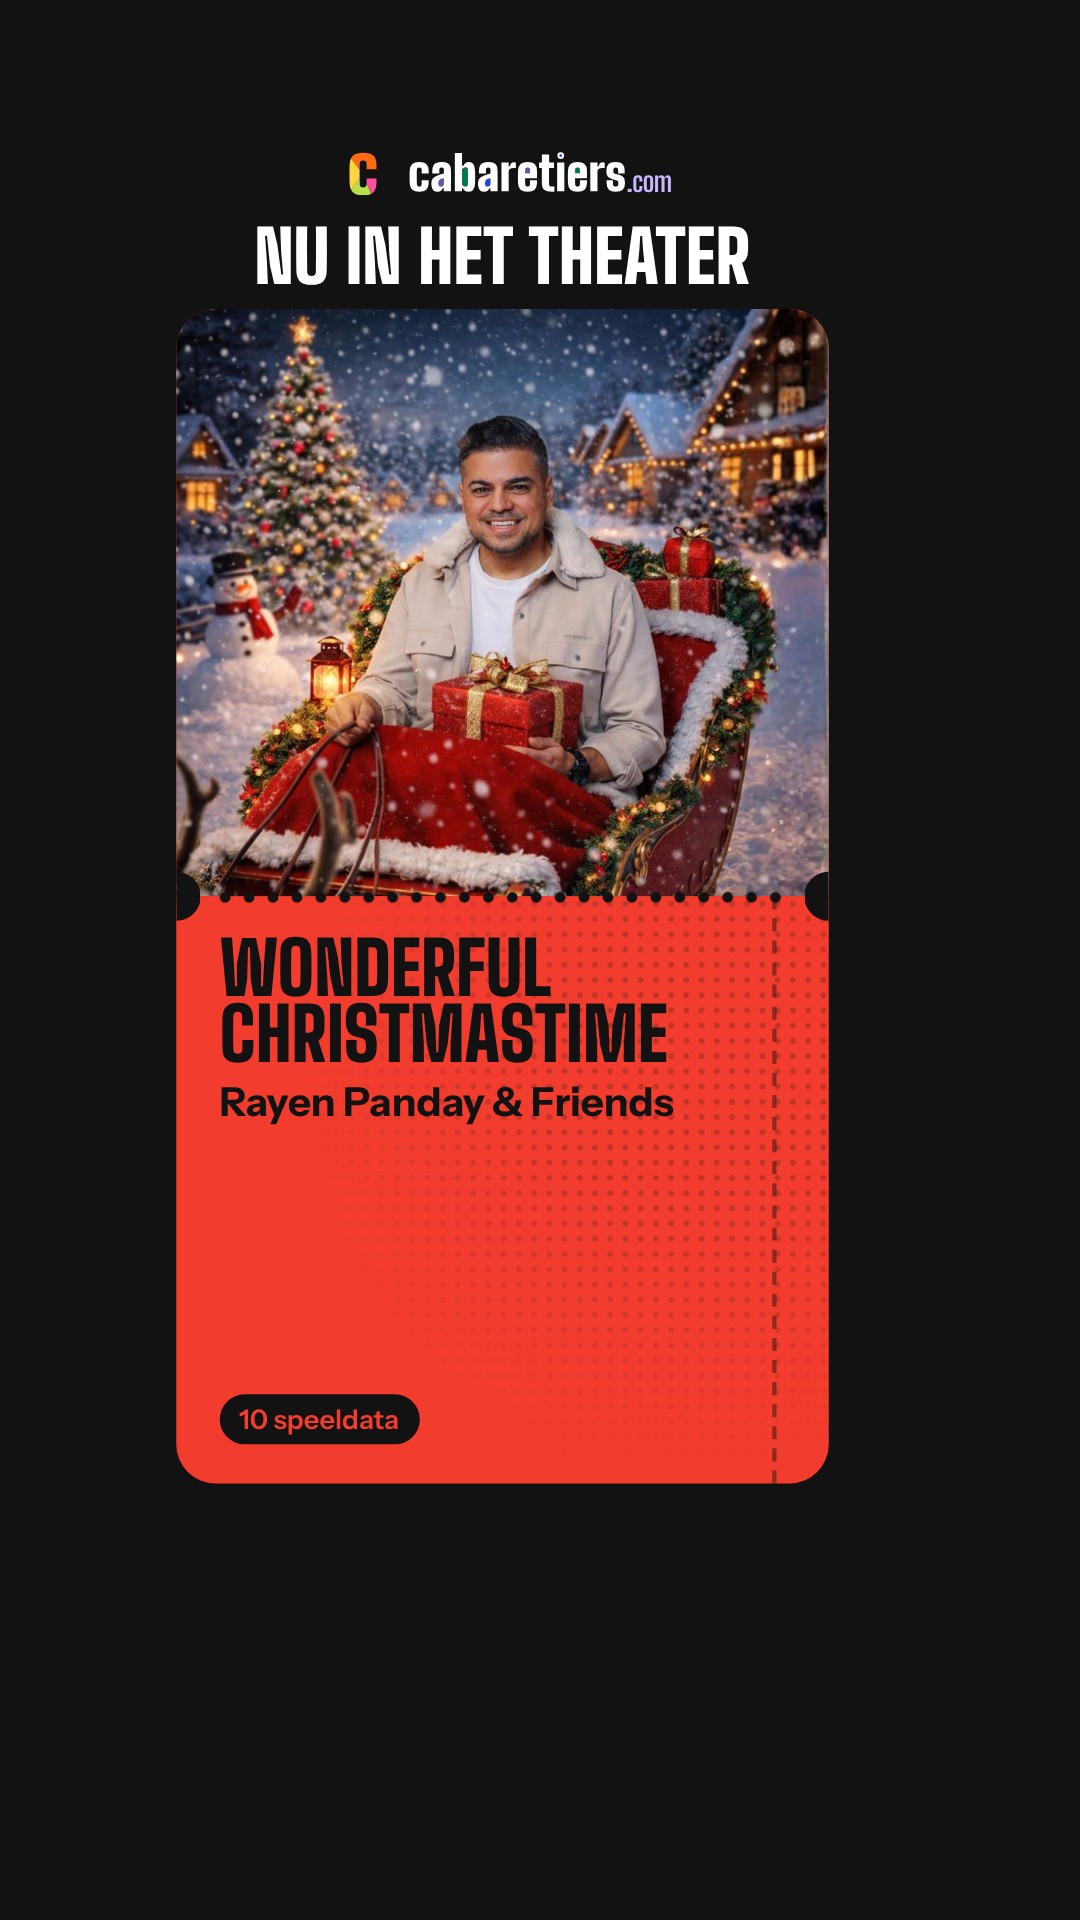 cabaretiers.com
NU IN HET THEATER
WONDERFUL
CHRISTMASTIME
Rayen Panday & Friends
10 speeldata